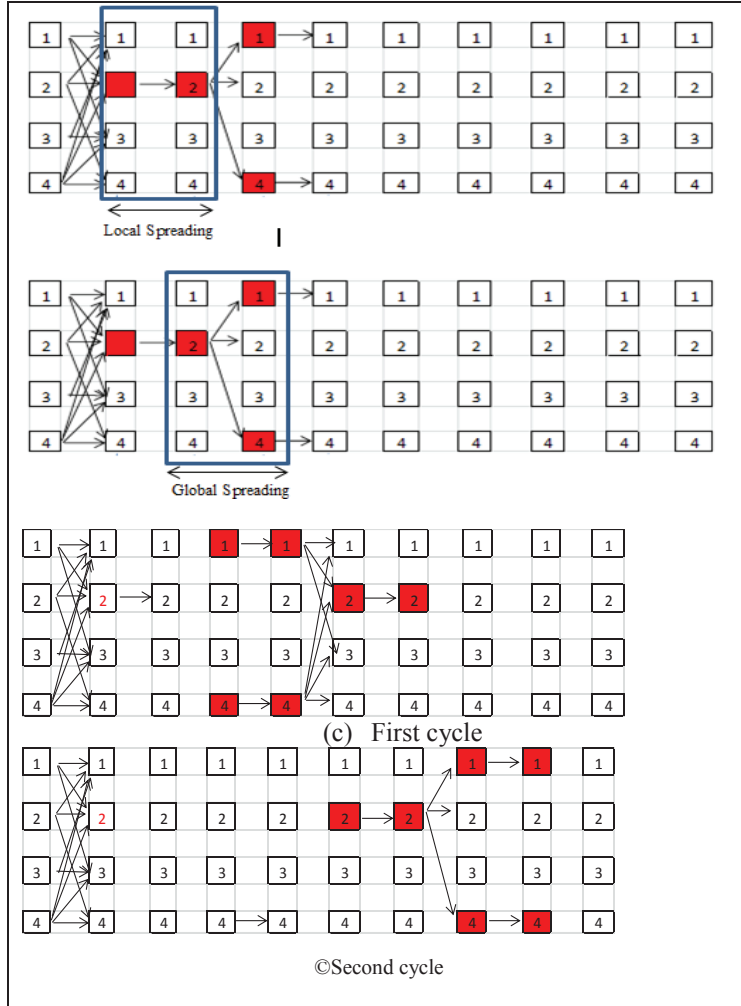 1 1 1 1 1 1 1 1 1 1
2 2 2 2 2 2 2 2 2
3 3 3 3 3 3 3 3 3 3
4 4 4 4 4 4 4 4 4 4
Local Spreading
1 1 1 1 1 1 1 1 1 1
2 2 2 2 2 2 2 2 2
3 3 3 3 3 3 3 3 3 3
4 4 4 4 4 4 4 4 4 4
Global Spreading
1 1 1 1 1 1 1 1 1 1
2 2 2 2 2 2 2 2 2 2
3 3 3 3 3 3 3 3 3 3
4 4 4 4 4 4 4 4 4 4
(c) First cycle
1 1 1 1 1 1 1 1 1 1
2 2 2 2 2 2 2 2 2 2
3 3 3 3 3 3 3 3 3 3
4 4 4 4 4 4 4 4 4 4
©Second cycle